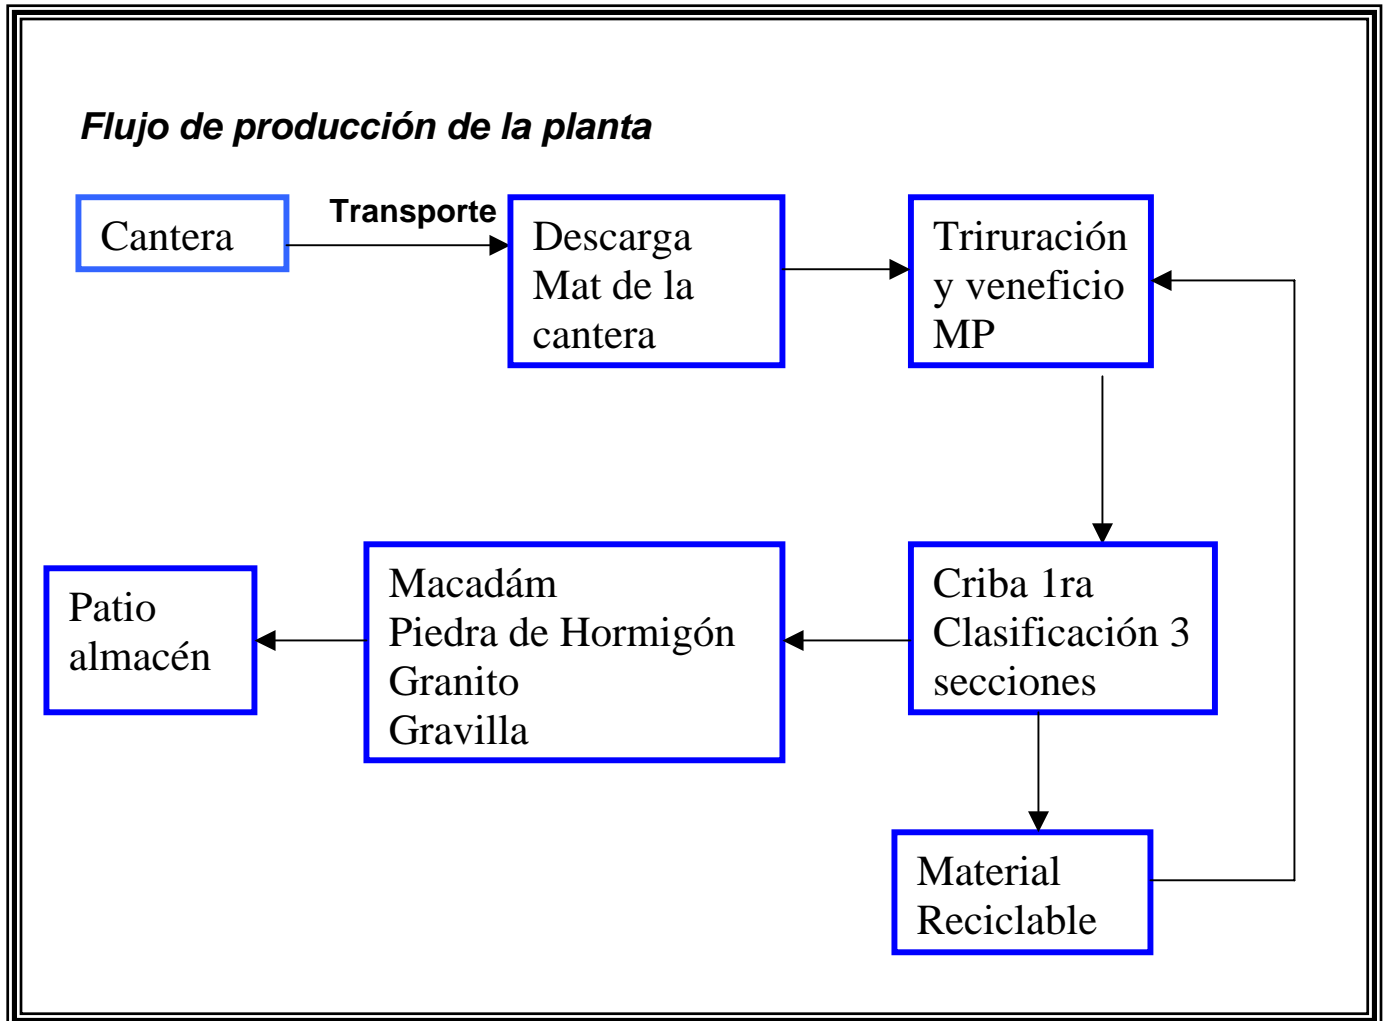 Flujo de producción de la planta
Cantera
Transporte
Descarga
Mat de la
cantera
Triruración
y veneficio
MP
Patio
almacén
Macadám
Piedra de Hormigón
Granito
Gravilla
Criba 1ra
Clasificación 3
secciones
Material
Reciclable